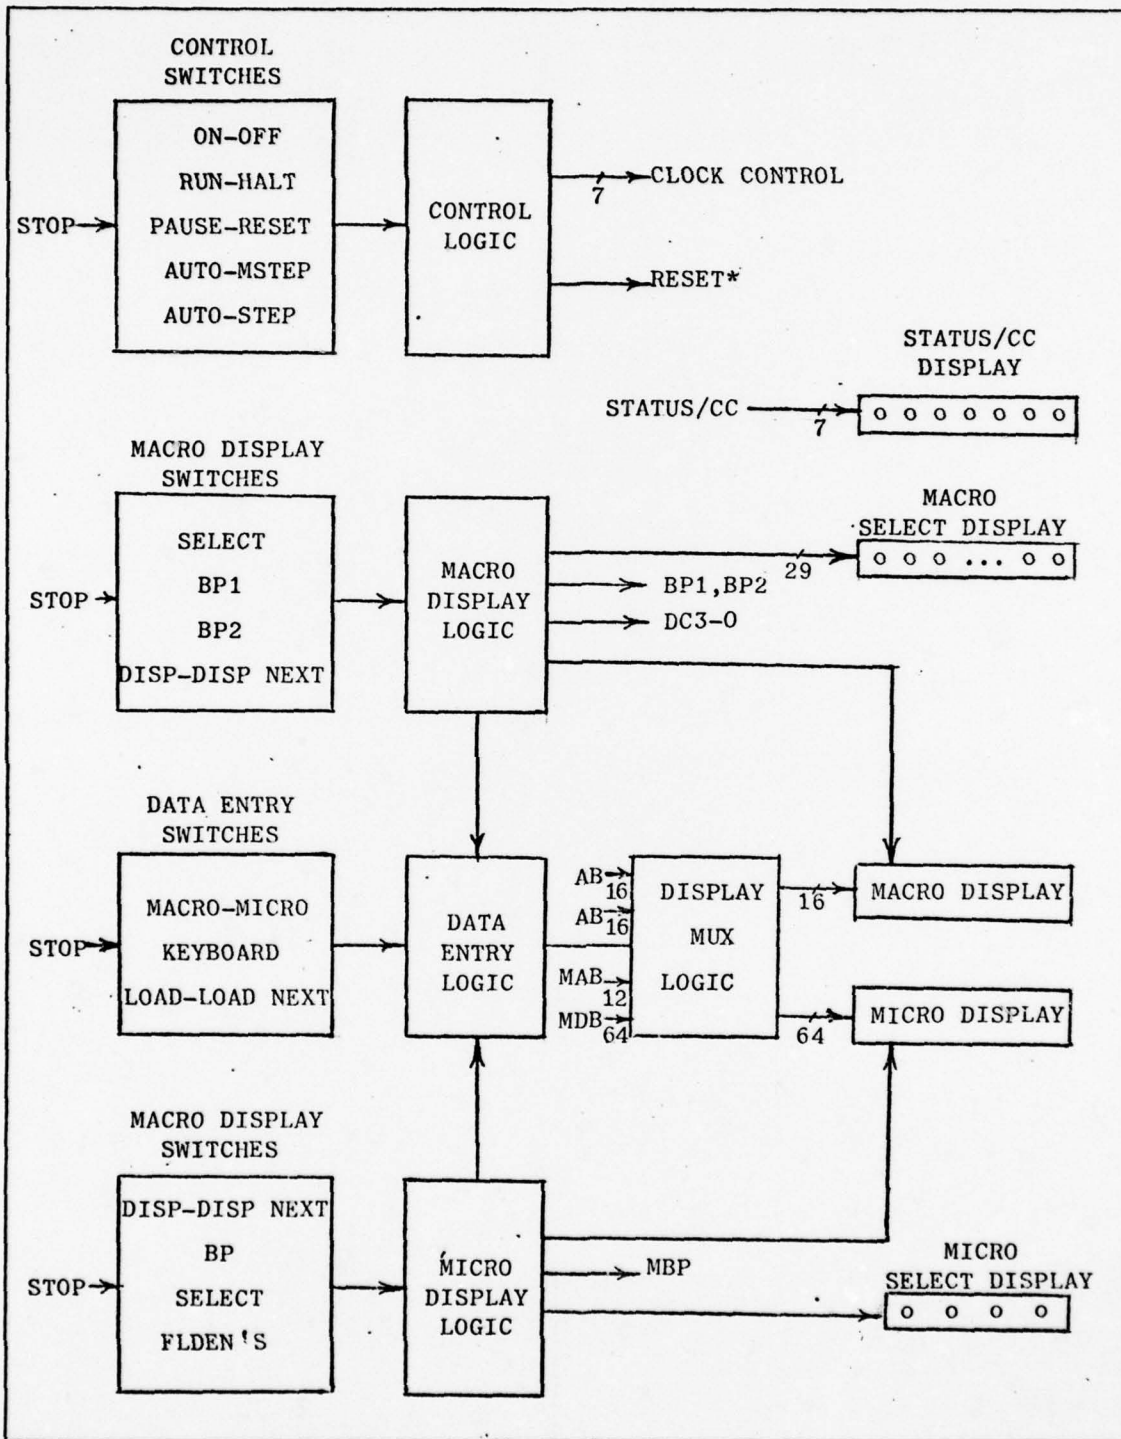 CONTROL
SWITCHES
ON-OFF
RUN-HALT
STOP
PAUSE-RESET
AUTO-MSTEP
AUTO-STEP
CONTROL
LOGIC
7
CLOCK CONTROL
RESET*
STATUS/CC
DISPLAY
STATUS/CC
7
o o o o o o o
MACRO DISPLAY
SWITCHES
SELECT
BP1
STOP
BP2
DISP-DISP NEXT
MACRO
DISPLAY
LOGIC
29
BP1,BP2
DC3-0
MACRO
SELECT DISPLAY
o o o ... o o
DATA ENTRY
SWITCHES
MACRO-MICRO
STOP
KEYBOARD
LOAD-LOAD NEXT
DATA
ENTRY
LOGIC
AB
16
AB
16
MAB
12
MDB
64
DISPLAY
MUX
LOGIC
16
MACRO DISPLAY
64
MICRO DISPLAY
MACRO DISPLAY
SWITCHES
DISP-DISP NEXT
BP
STOP
SELECT
FLDEN'S
MICRO
DISPLAY
LOGIC
MBP
MICRO
SELECT DISPLAY
o o o o